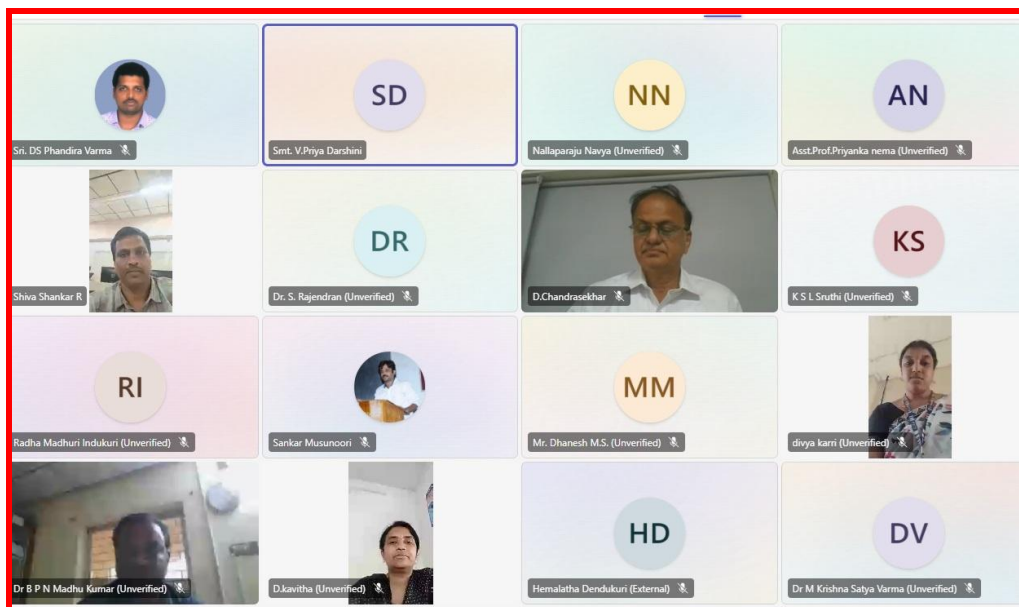 Sri. DS Phandira Varma
SD
Smt. V.Priya Darshini
NN
Nallaparaju Navya (Unverified)
AN
Asst.Prof.Priyanka nema (Unverified)
Shiva Shankar R
DR
Dr. S. Rajendran (Unverified)
D.Chandrasekhar
KS
K S L Sruthi (Unverified)
RI
Radha Madhuri Indukuri (Unverified)
Sankar Musunoori
MM
Mr. Dhanesh M.S. (Unverified)
divya karri (Unverified)
Dr B P N Madhu Kumar (Unverified)
D.kavitha (Unverified)
HD
Hemalatha Dendukuri (External)
DV
Dr M Krishna Satya Varma (Unverified)